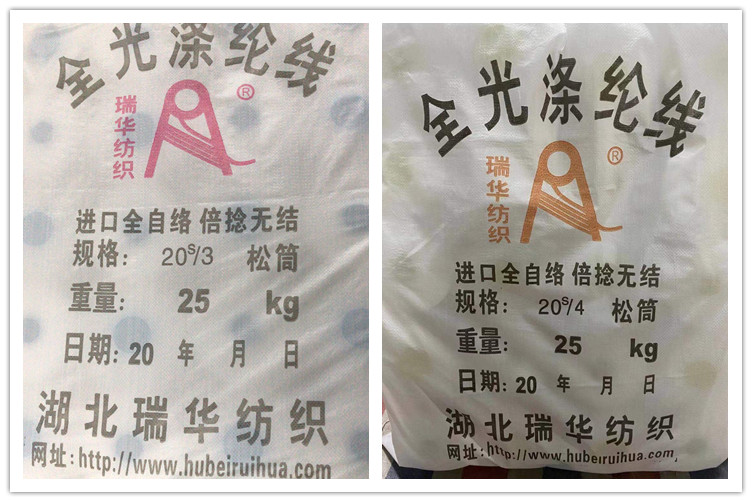 全光涤纶线
瑞华纺织
®
进口全自络 倍捻无结
规格: 20s/3 松筒
重量: 25 kg
日期: 20 年 月 日
湖北瑞华纺织
网址: http://www.hubeiruihua.com
全光涤纶线
瑞华纺织
®
进口全自络 倍捻无结
规格: 20s/4 松筒
重量: 25 kg
日期: 20 年 月 日
湖北瑞华纺织
网址: http://www.hubeiruihua.com